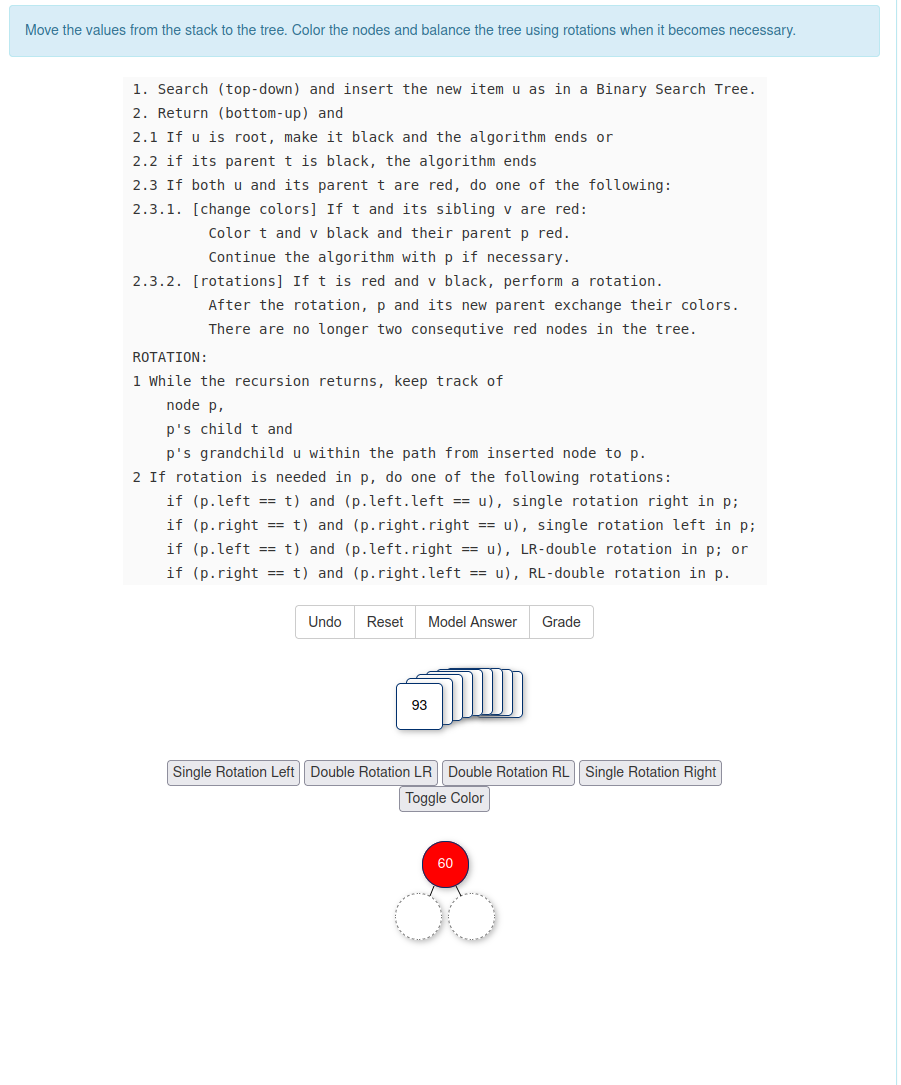 Move the values from the stack to the tree. Color the nodes and balance the tree using rotations when it becomes necessary.
1. Search (top-down) and insert the new item u as in a Binary Search Tree.
2. Return (bottom-up) and
2.1 If u is root, make it black and the algorithm ends or
2.2 if its parent t is black, the algorithm ends
2.3 If both u and its parent t are red, do one of the following:
2.3.1. [change colors] If t and its sibling v are red:
Color t and v black and their parent p red.
Continue the algorithm with p if necessary.
2.3.2. [rotations] If t is red and v black, perform a rotation.
After the rotation, p and its new parent exchange their colors.
There are no longer two consequtive red nodes in the tree.
ROTATION:
1 While the recursion returns, keep track of
node p,
p's child t and
p's grandchild u within the path from inserted node to p.
2 If rotation is needed in p, do one of the following rotations:
if (p.left == t) and (p.left.left == u), single rotation right in p;
if (p.right == t) and (p.right.right == u), single rotation left in p;
if (p.left == t) and (p.left.right == u), LR-double rotation in p; or
if (p.right == t) and (p.right.left == u), RL-double rotation in p.
Undo Reset Model Answer Grade
93
Single Rotation Left Double Rotation LR Double Rotation RL Single Rotation Right
Toggle Color
60